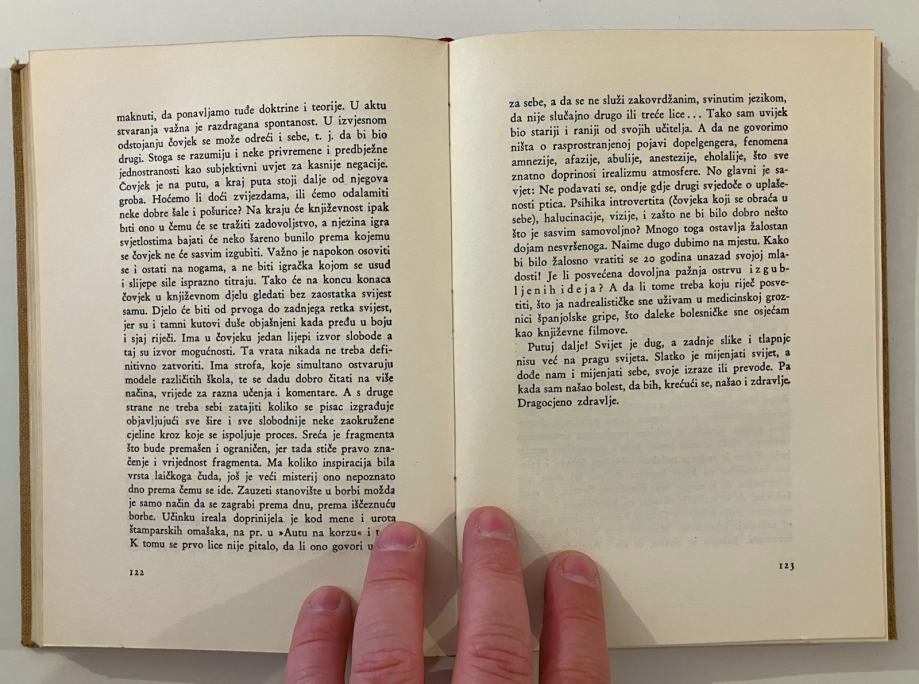 maknuti, da ponavljamo tuđe doktrine i teorije. U aktu
stvaranja važna je razdragana spontanost. U izvjesnom
odstojanju čovjek se može odreći i sebe, t. j. da bi bio
drugi. Stoga se razumiju i neke privremene i predbježne
jednostranosti kao subjektivni uvjet za kasnije negacije.
Čovjek je na putu, a kraj puta stoji dalje od njegova
groba. Hoćemo li doći zvijezdama, ili ćemo odalamiti
neke dobre šale i pošurice? Na kraju će književnost ipak
biti ono u čemu će se tražiti zadovoljstvo, a njezina igra
svjetlostima bajati će neko šareno bunilo prema kojemu
se čovjek ne će sasvim izgubiti. Važno je napokon osoviti
se i ostati na nogama, a ne biti igračka kojom se usud
i slijepe sile isprazno titraju. Tako će na koncu konaca
čovjek u književnom djelu gledati bez zaostatka svijest
samu. Djelo će biti od prvoga do zadnjega retka svijest,
jer su i tamni kutovi duše objašnjeni kada pređu u boju
i sjaj riječi. Ima u čovjeku jedan lijepi izvor slobode a
taj su izvor mogućnosti. Ta vrata nikada ne treba defi-
nitivno zatvoriti. Ima strofa, koje simultano ostvaruju
modele različitih škola, te se dadu dobro čitati na više
načina, vrijede za razna učenja i komentare. A s druge
strane ne treba sebi zatajiti koliko se pisac izgrađuje
objavljujući sve šire i sve slobodnije neke zaokružene
cjeline kroz koje se ispoljuje proces. Sreća je fragmenta
što bude premašen i ograničen, jer tada stiče pravo zna-
čenje i vrijednost fragmenta. Ma koliko inspiracija bila
vrsta laičkoga čuda, još je veći misterij ono nepoznato
dno prema čemu se ide. Zauzeti stanovište u borbi možda
je samo način da se zagrabi prema dnu, prema iščeznuću
borbe. Učinku ireala doprinijela je kod mene i urota
štamparskih omašaka, na pr. u »Autu na korzu« i
K tomu se prvo lice nije pitalo, da li ono govori
122
za sebe, a da se ne služi zakovrdžanim, svinutim jezikom,
da nije slučajno drugo ili treće lice... Tako sam uvijek
bio stariji i raniji od svojih učitelja. A da ne govorimo
ništa o rasprostranjenoj pojavi dopelgengera, fenomena
amnezije, afazije, abulije, anestezije, eholalije, što sve
znatno doprinosi irealizmu atmosfere. No glavni je sa-
vjet: Ne podavati se, ondje gdje drugi svjedoče o uplaše-
nosti ptica. Psihika introvertita (čovjeka koji se obraća u
sebe), halucinacije, vizije, i zašto ne bi bilo dobro nešto
što je sasvim samovoljno? Mnogo toga ostavlja žalostan
dojam nesvršenoga. Naime dugo dubimo na mjestu. Kako
bi bilo žalosno vratiti se 20 godina unazad svojoj mla-
dosti! Je li posvećena dovoljna pažnja ostrvu izgub-
ljenih ideja? A da li tome treba koju riječ posve-
titi, što ja nadrealističke sne uživam u medicinskoj groz-
nici španjolske gripe, što daleke bolesničke sne osjećam
kao književne filmove.
Putuj dalje! Svijet je dug, a zadnje slike i tlapnje
nisu već na pragu svijeta. Slatko je mijenjati svijet, a
dođe nam i mijenjati sebe, svoje izraze ili prevode. Pa
kada sam našao bolest, da bih, krećući se, našao i zdravlje.
Dragocjeno zdravlje.
123